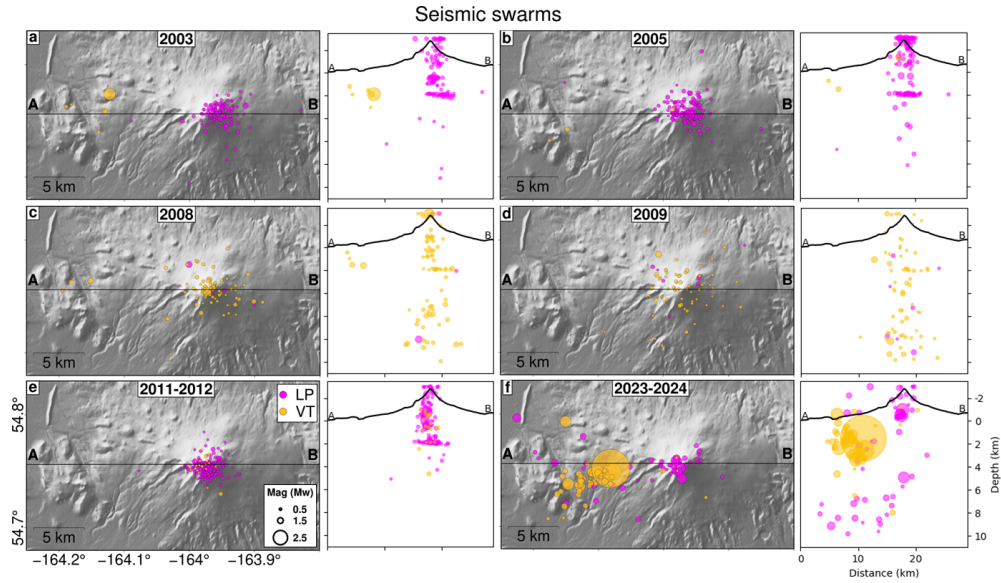 Seismic swarms
a
2003
A
B
5 km
A
B
b
2005
A
B
5 km
A
B
c
2008
A
B
5 km
A
B
d
2009
A
B
5 km
A
B
e
2011-2012
LP
VT
A
B
Mag (Mw)
0.5
1.5
2.5
5 km
54.8°
54.7°
−164.2°
−164.1°
−164°
−163.9°
A
B
f
2023-2024
A
B
5 km
A
B
-2
0
2
4
6
8
10
Depth (km)
0
10
20
Distance (km)